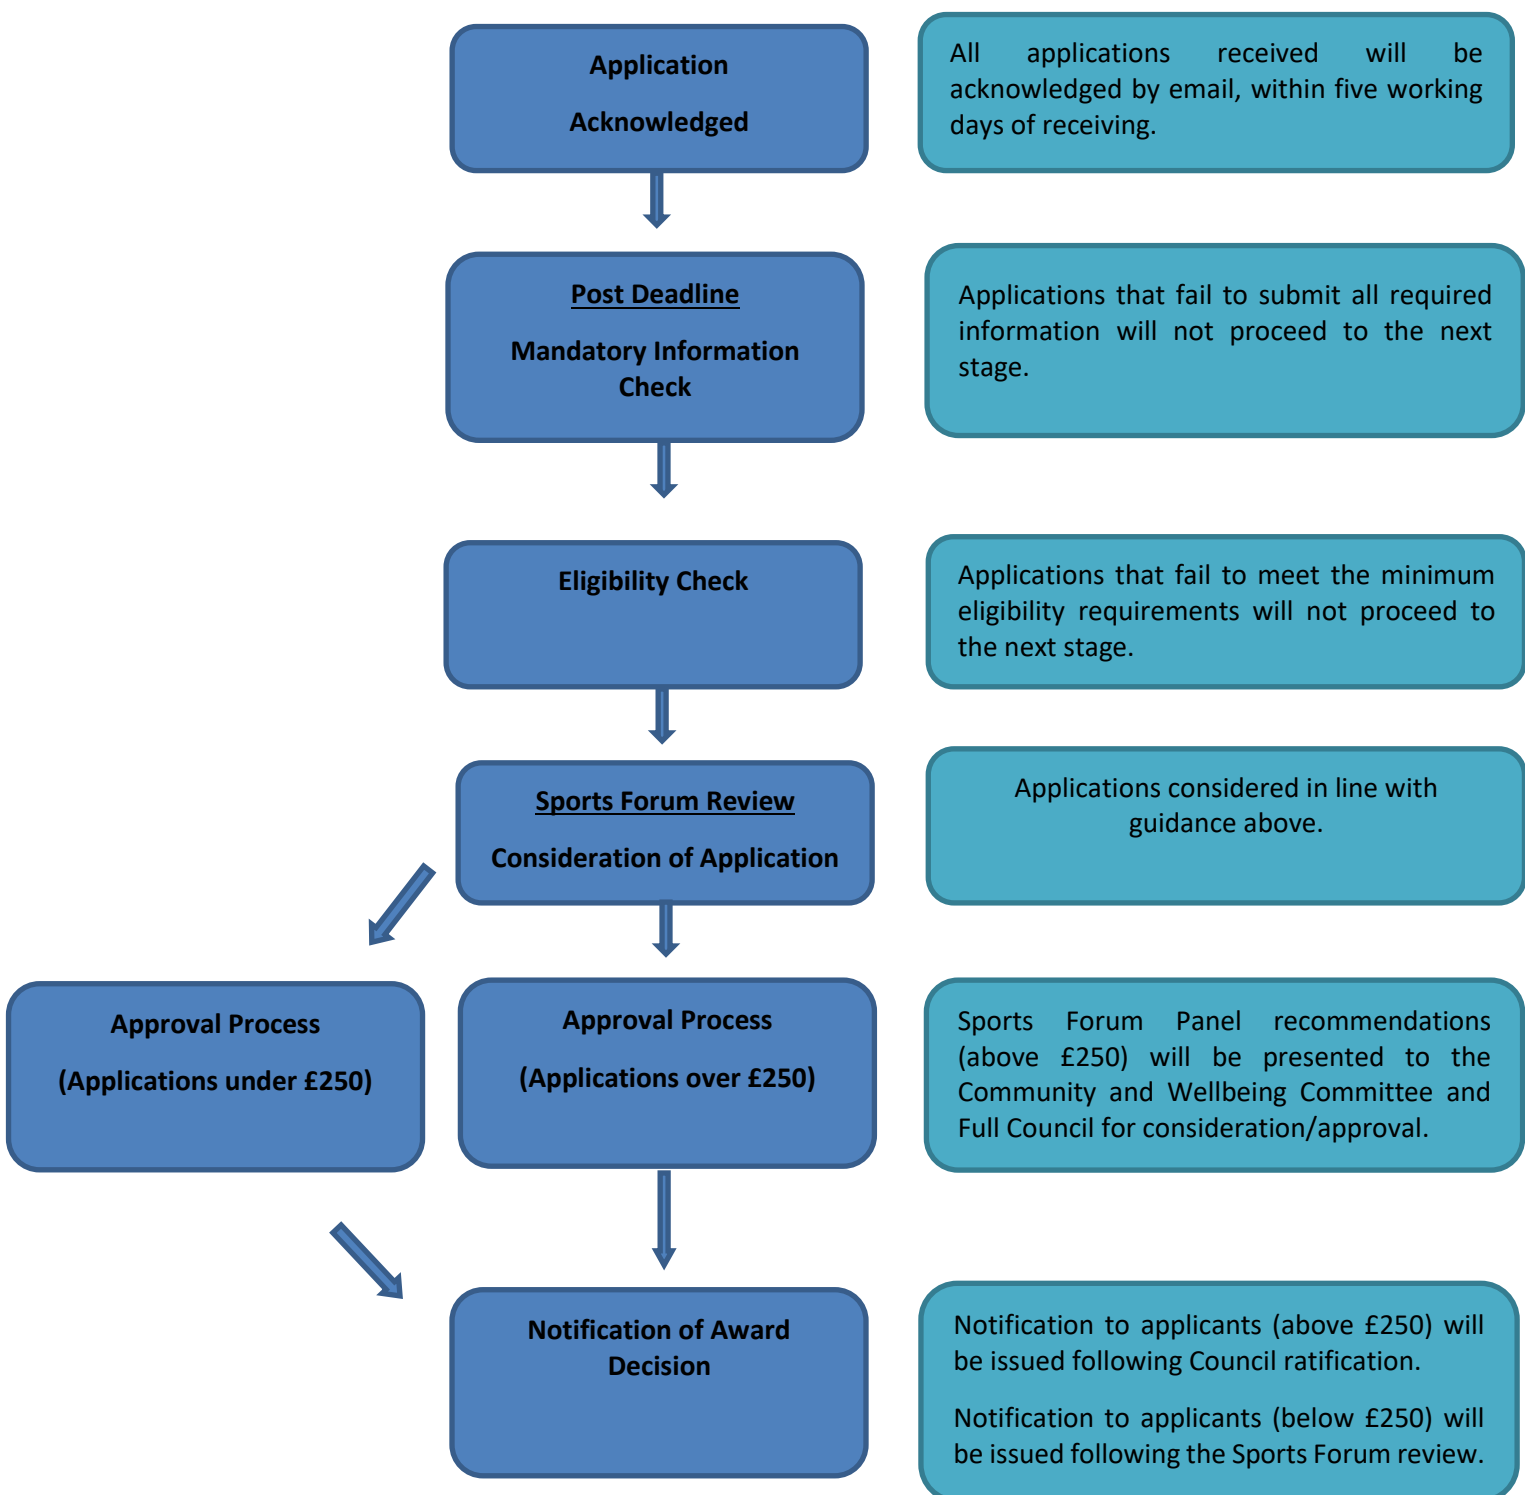 Application
Acknowledged
All applications received will be
acknowledged by email, within five working
days of receiving.
Post Deadline
Mandatory Information
Check
Applications that fail to submit all required
information will not proceed to the next
stage.
Eligibility Check
Applications that fail to meet the minimum
eligibility requirements will not proceed to
the next stage.
Sports Forum Review
Consideration of Application
Applications considered in line with
guidance above.
Approval Process
(Applications under £250)
Approval Process
(Applications over £250)
Sports Forum Panel recommendations
(above £250) will be presented to the
Community and Wellbeing Committee and
Full Council for consideration/approval.
Notification of Award
Decision
Notification to applicants (above £250) will
be issued following Council ratification.
Notification to applicants (below £250) will
be issued following the Sports Forum review.